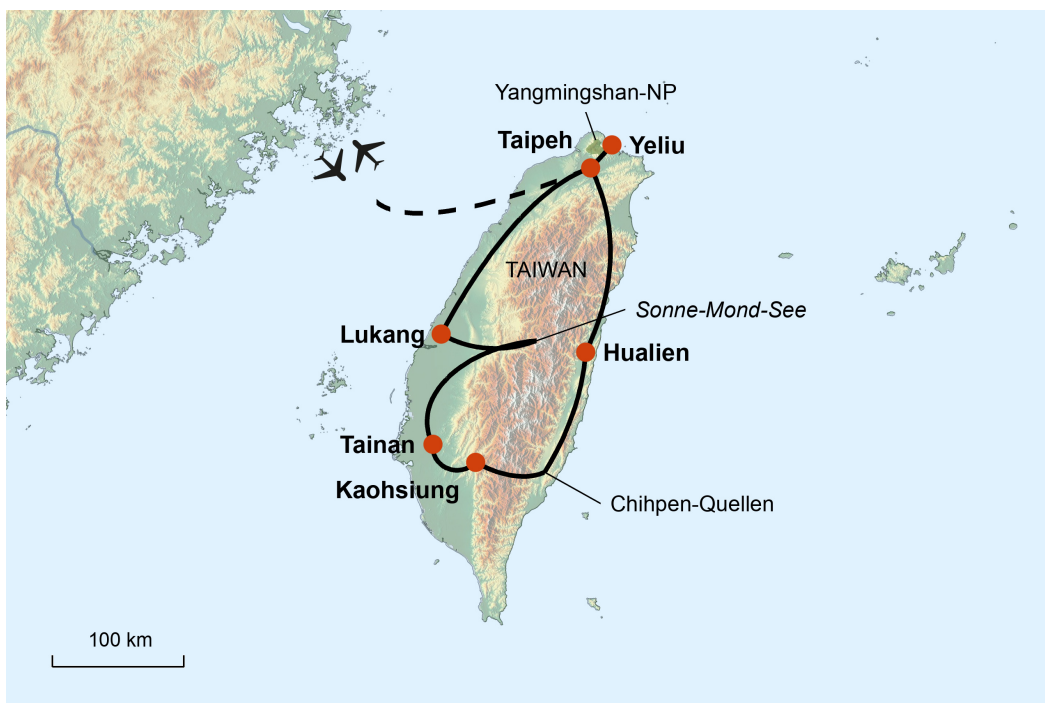 Yangmingshan-NP
Taipeh
Yeliu
TAIWAN
Sonne-Mond-See
Lukang
Hualien
Tainan
Kaohsiung
Chihpen-Quellen
100 km